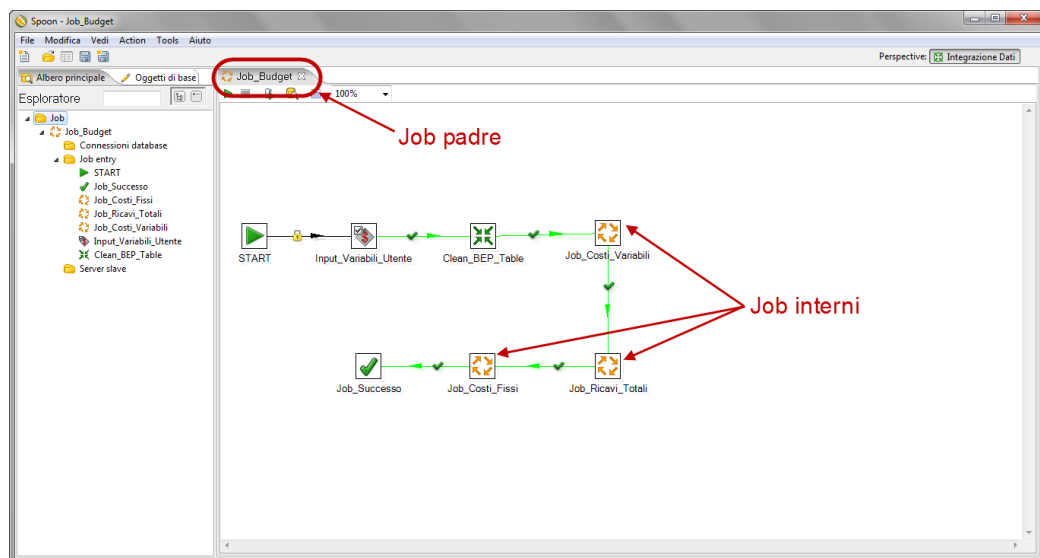 Spoon - Job_Budget
File Modifica Vedi Action Tools Aiuto
Perspective: Integrazione Dati
Albero principale Oggetti di base
Job_Budget
Esploratore
100%
Job padre
Job
Job_Budget
Connessioni database
Job entry
START
Job_Successo
Job_Costi_Fissi
Job_Ricavi_Totali
Job_Costi_Variabili
Input_Variabili_Utente
Clean_BEP_Table
Server slave
START
Input_Variabili_Utente
Clean_BEP_Table
Job_Costi_Variabili
Job interni
Job_Successo
Job_Costi_Fissi
Job_Ricavi_Totali